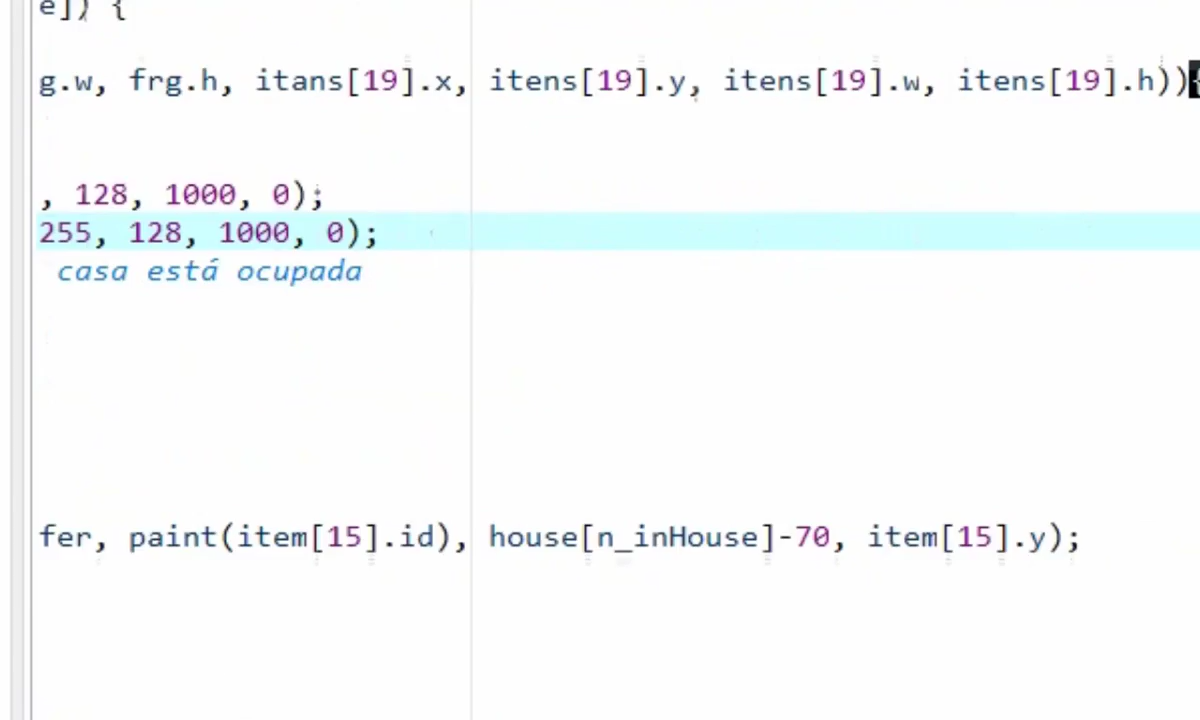 e]) {
g.w, frg.h, itans[19].x, itens[19].y, itens[19].w, itens[19].h)){
, 128, 1000, 0);
255, 128, 1000, 0);
casa está ocupada
fer, paint(item[15].id), house[n_inHouse]-70, item[15].y);